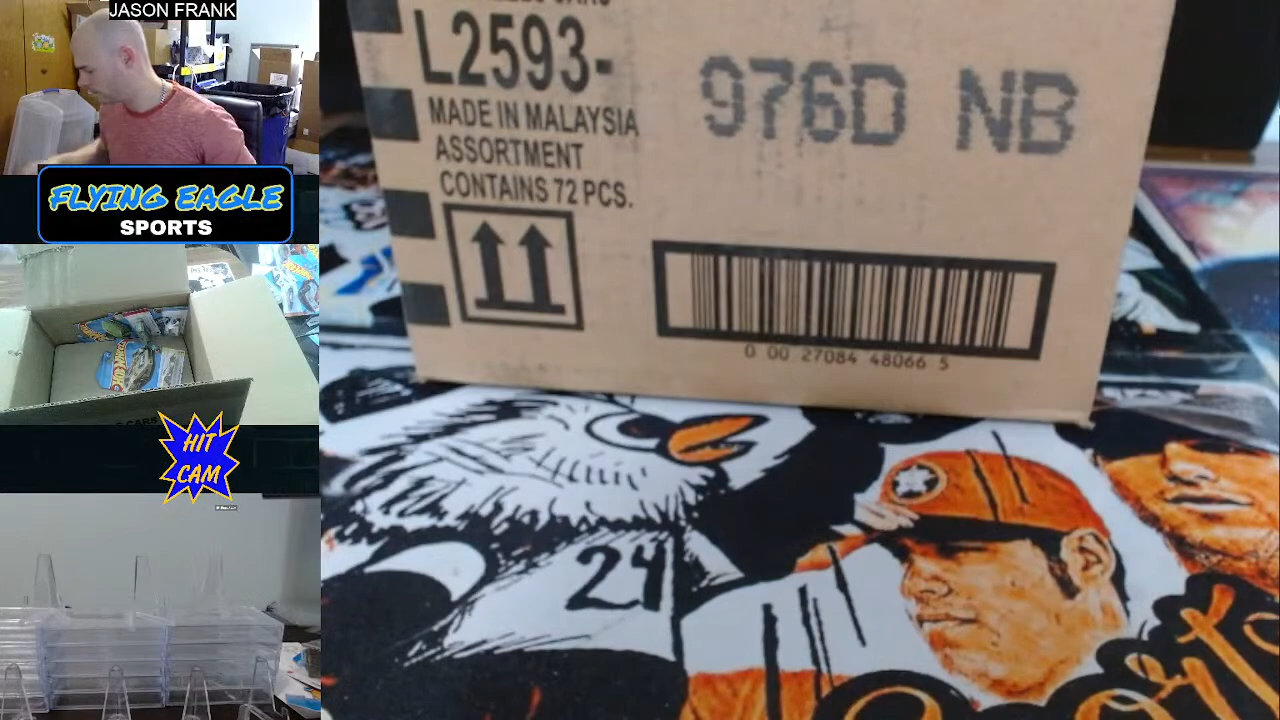 JASON FRANK
FLYING EAGLE
SPORTS
HIT
CAM
L2593-
976D NB
MADE IN MALAYSIA
ASSORTMENT
CONTAINS 72 PCS.
0 00 27084 48066 5
24